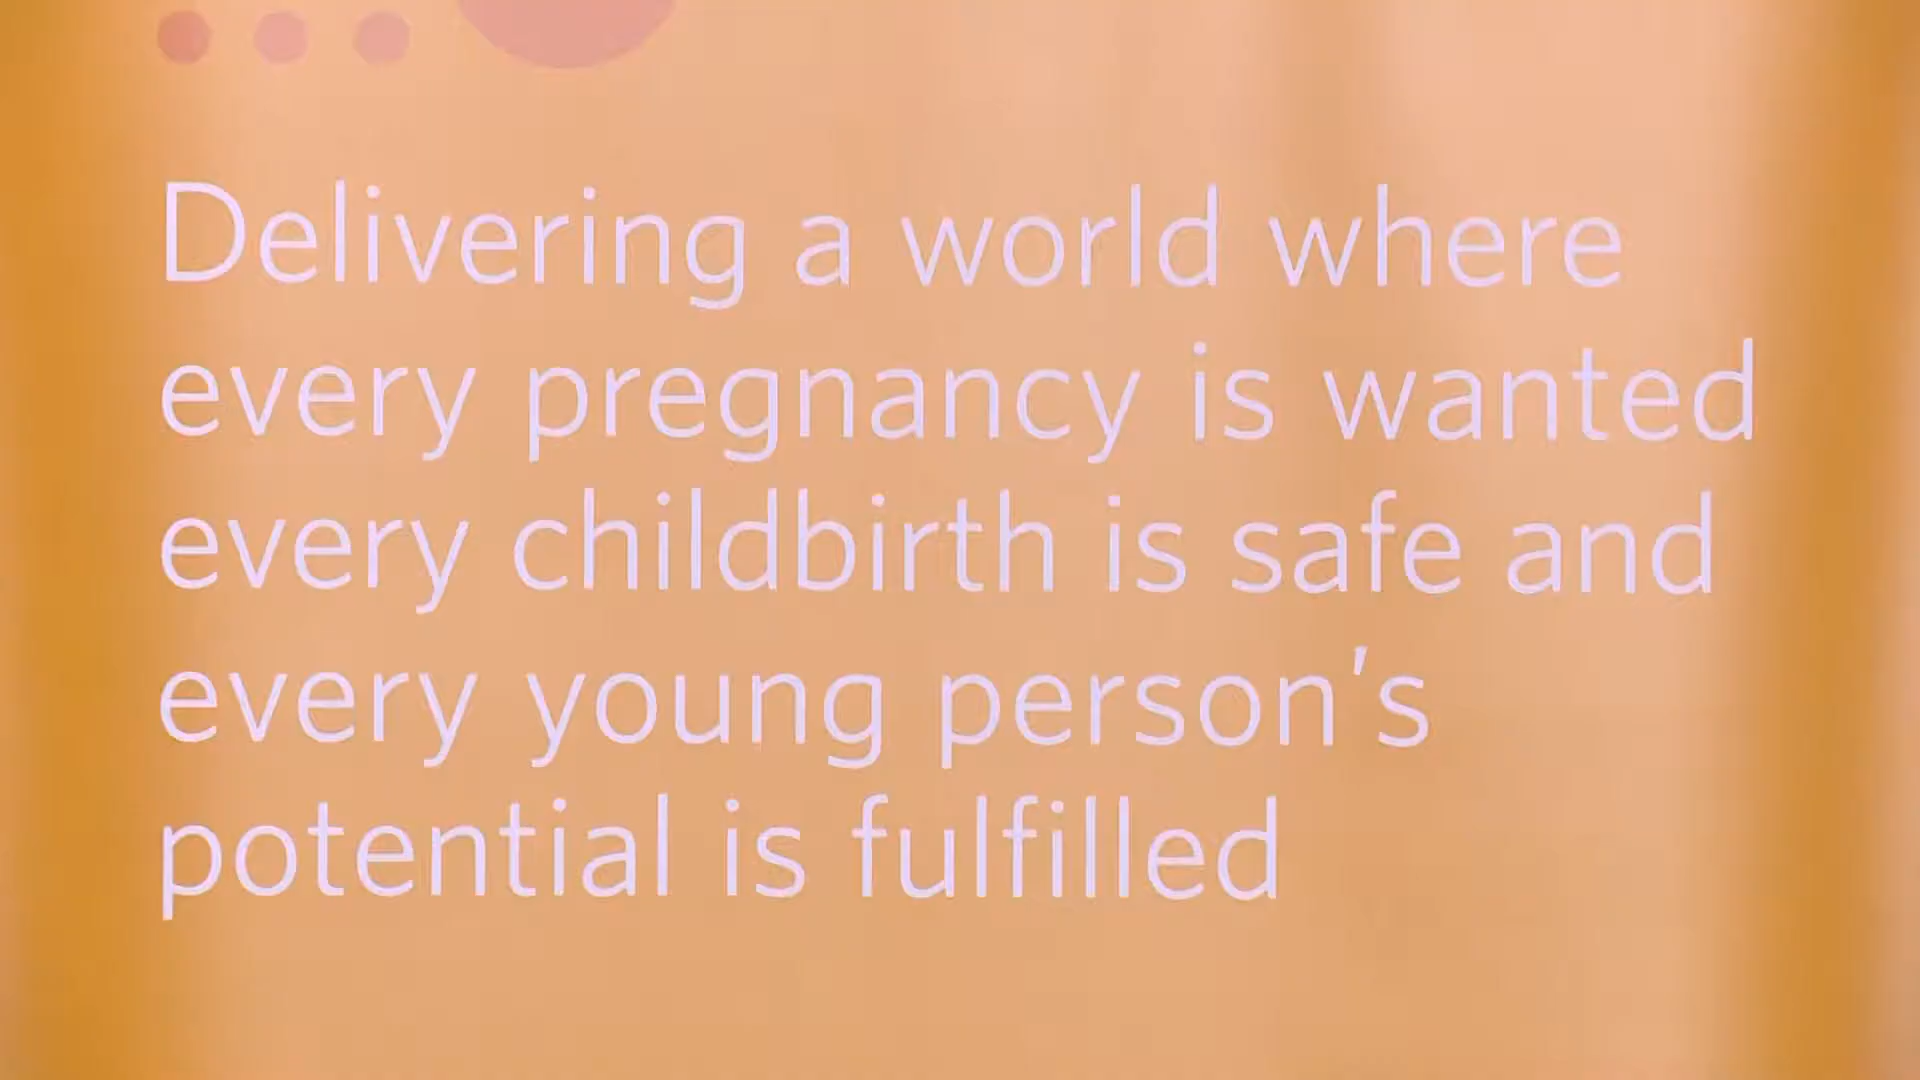 Delivering a world where
every pregnancy is wanted
every childbirth is safe and
every young person's
potential is fulfilled